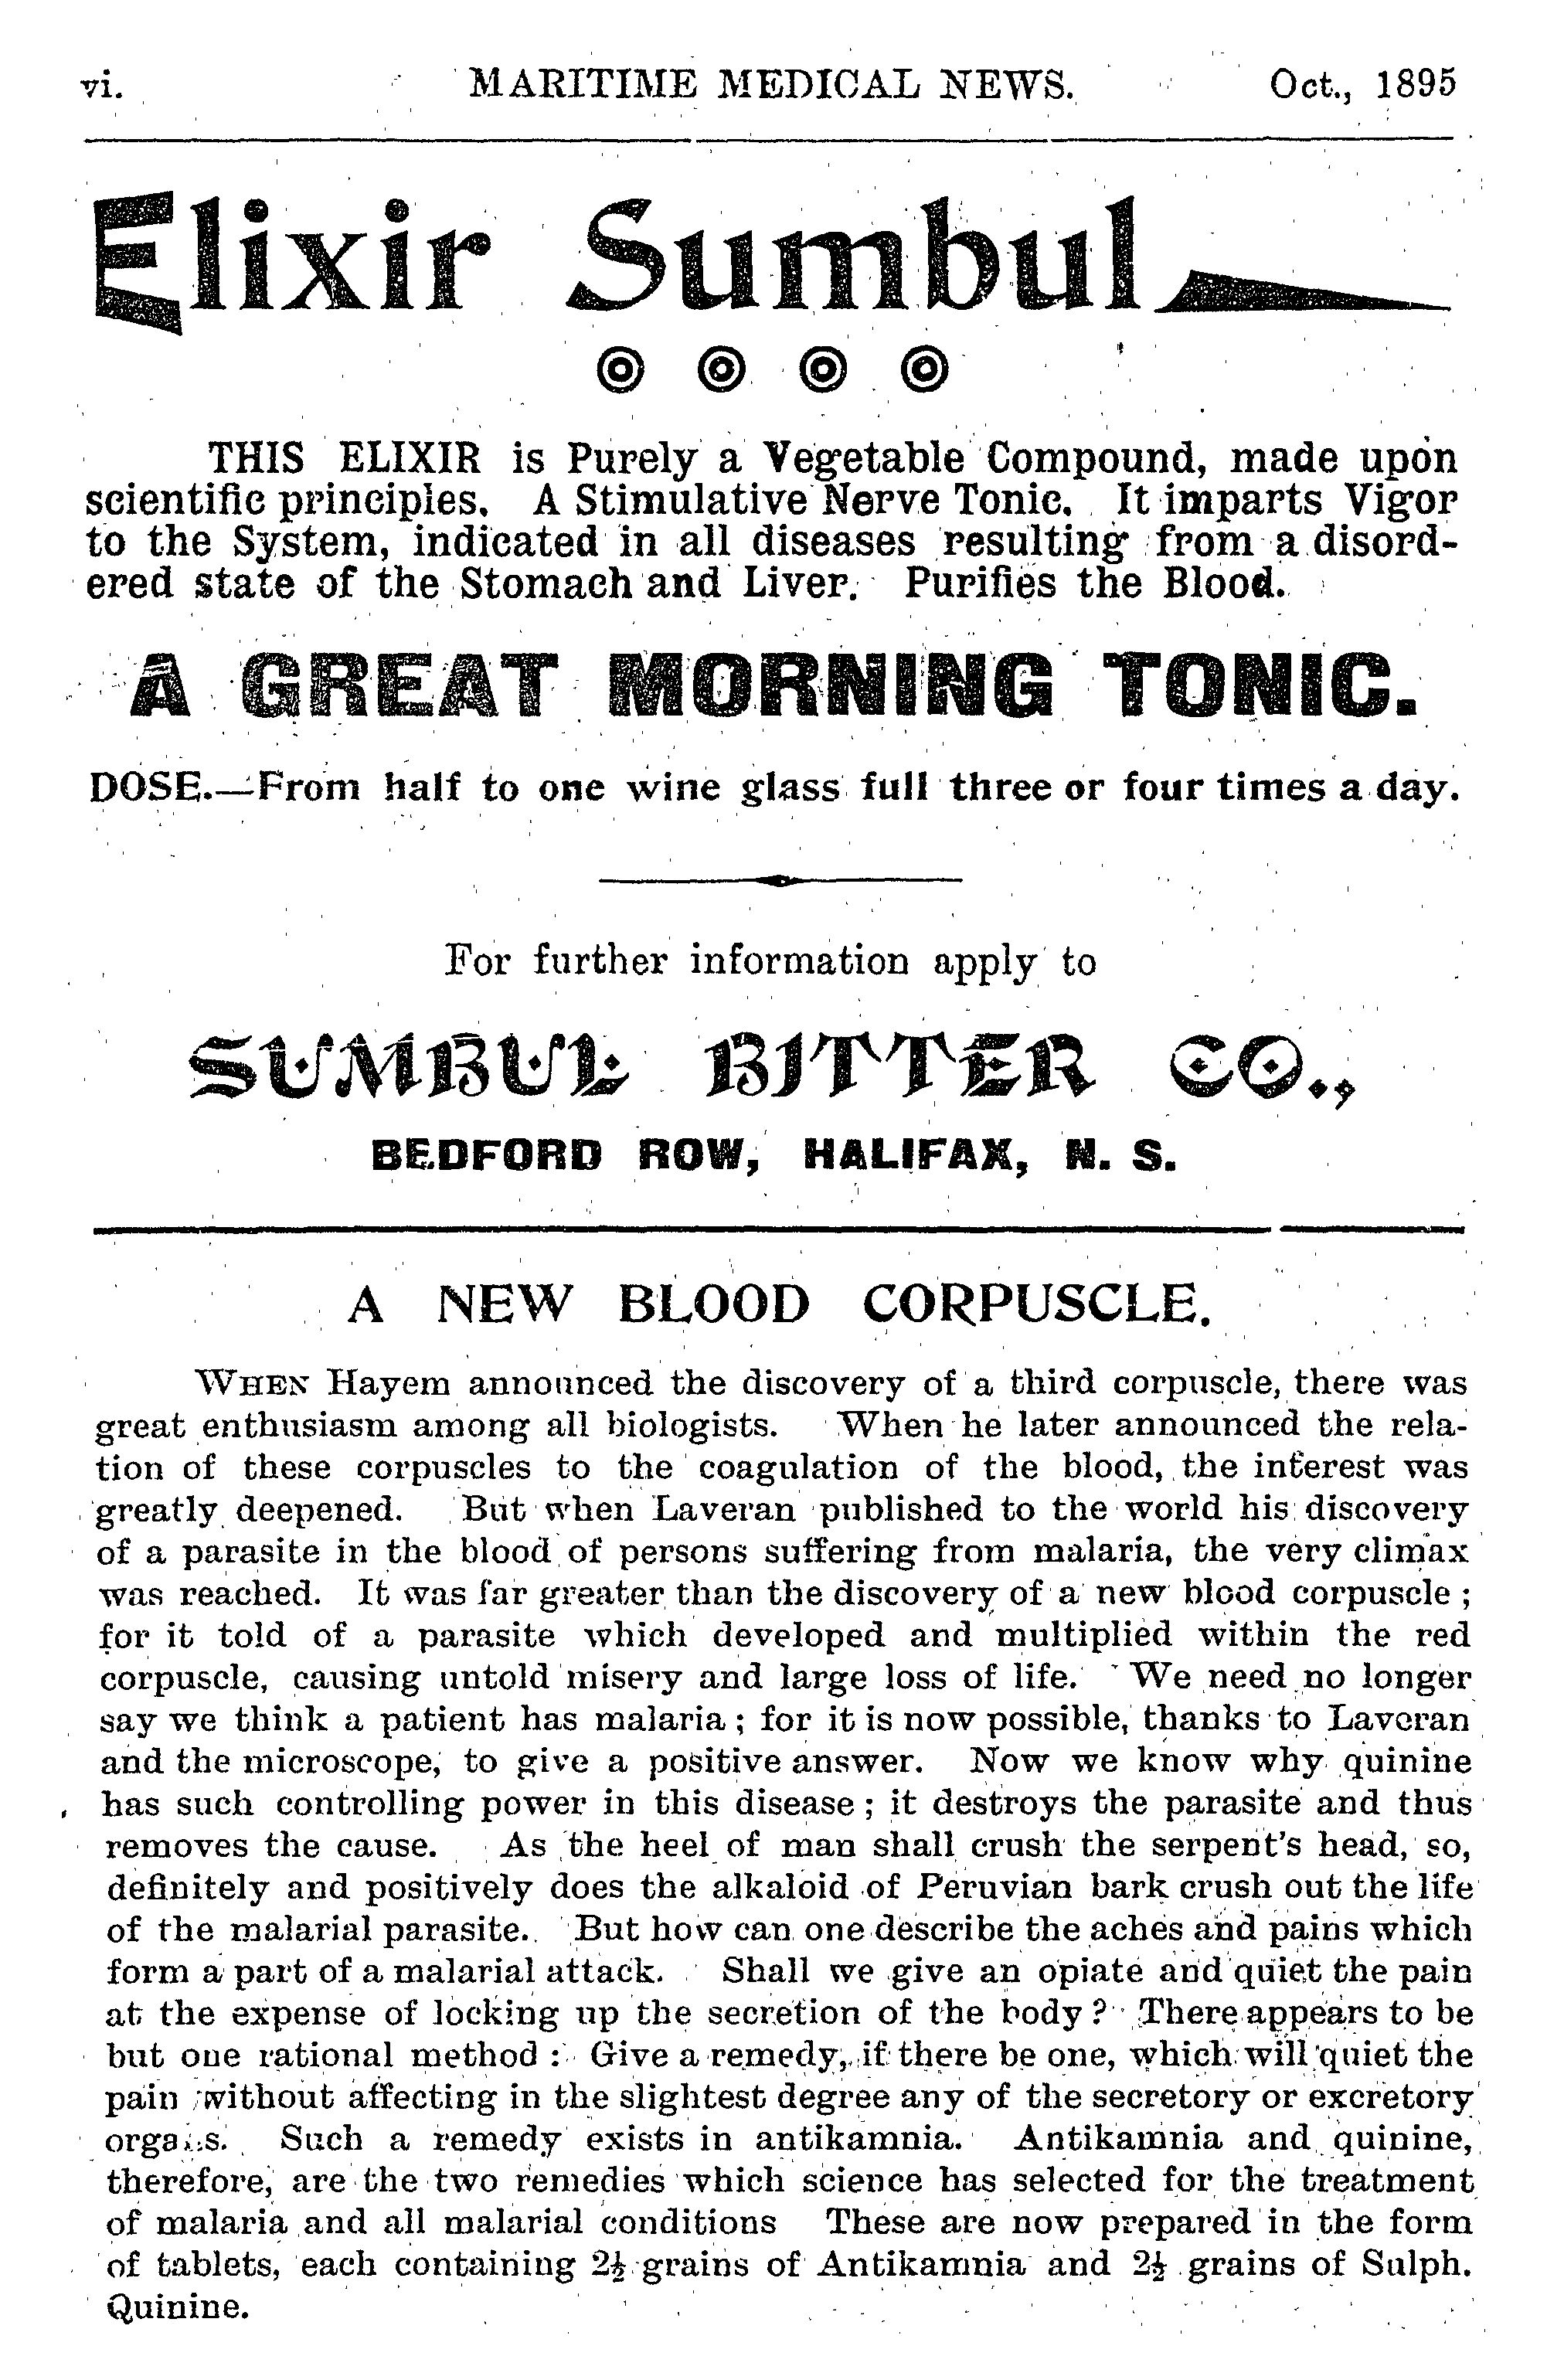 vi. MARITIME MEDICAL NEWS. Oct., 1895
Elixir Sumbul
THIS ELIXIR is Purely a Vegetable Compound, made upon
scientific principles. A Stimulative Nerve Tonic. It imparts Vigor
to the System, indicated in all diseases resulting from a disord-
ered state of the Stomach and Liver. Purifies the Blood.
A GREAT MORNING TONIC.
DOSE.—From half to one wine glass full three or four times a day.
For further information apply to
SUMBUL BITTER CO.,
BEDFORD ROW, HALIFAX, N. S.
A NEW BLOOD CORPUSCLE.
WHEN Hayem announced the discovery of a third corpuscle, there was
great enthusiasm among all biologists. When he later announced the rela-
tion of these corpuscles to the coagulation of the blood, the interest was
greatly deepened. But when Laveran published to the world his discovery
of a parasite in the blood of persons suffering from malaria, the very climax
was reached. It was far greater than the discovery of a new blood corpuscle ;
for it told of a parasite which developed and multiplied within the red
corpuscle, causing untold misery and large loss of life. We need no longer
say we think a patient has malaria ; for it is now possible, thanks to Laveran
and the microscope, to give a positive answer. Now we know why quinine
has such controlling power in this disease ; it destroys the parasite and thus
removes the cause. As the heel of man shall crush the serpent's head, so,
definitely and positively does the alkaloid of Peruvian bark crush out the life
of the malarial parasite. But how can one describe the aches and pains which
form a part of a malarial attack. Shall we give an opiate and quiet the pain
at the expense of locking up the secretion of the body ? There appears to be
but one rational method : Give a remedy, if there be one, which will quiet the
pain without affecting in the slightest degree any of the secretory or excretory
organs. Such a remedy exists in antikamnia. Antikamnia and quinine,
therefore, are the two remedies which science has selected for the treatment
of malaria and all malarial conditions These are now prepared in the form
of tablets, each containing 2½ grains of Antikamnia and 2½ grains of Sulph.
Quinine.